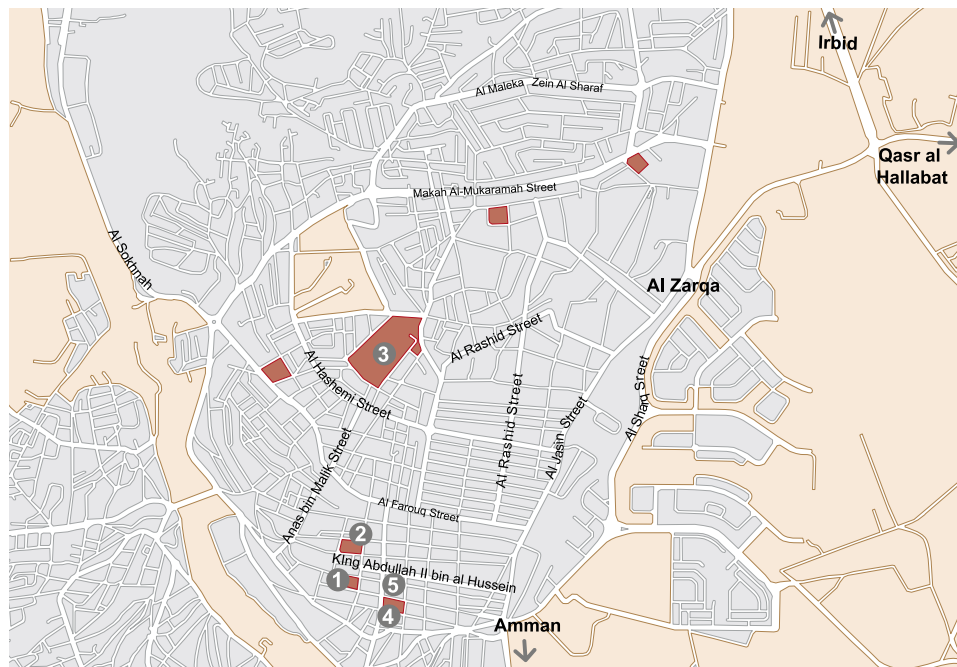 Irbid
Al Maleka Zein Al Sharaf
Qasr al
Hallabat
Makah Al-Mukaramah Street
Al Sokhnah
Al Zarqa
Al Rashid Street
3
Al Hashemi Street
Al Rashid Street
Al Jasin Street
Al Sharq Sreet
Anas bin Malik Street
Al Farouq Street
2
KIng Abdullah II bin al Hussein
1
5
4
Amman